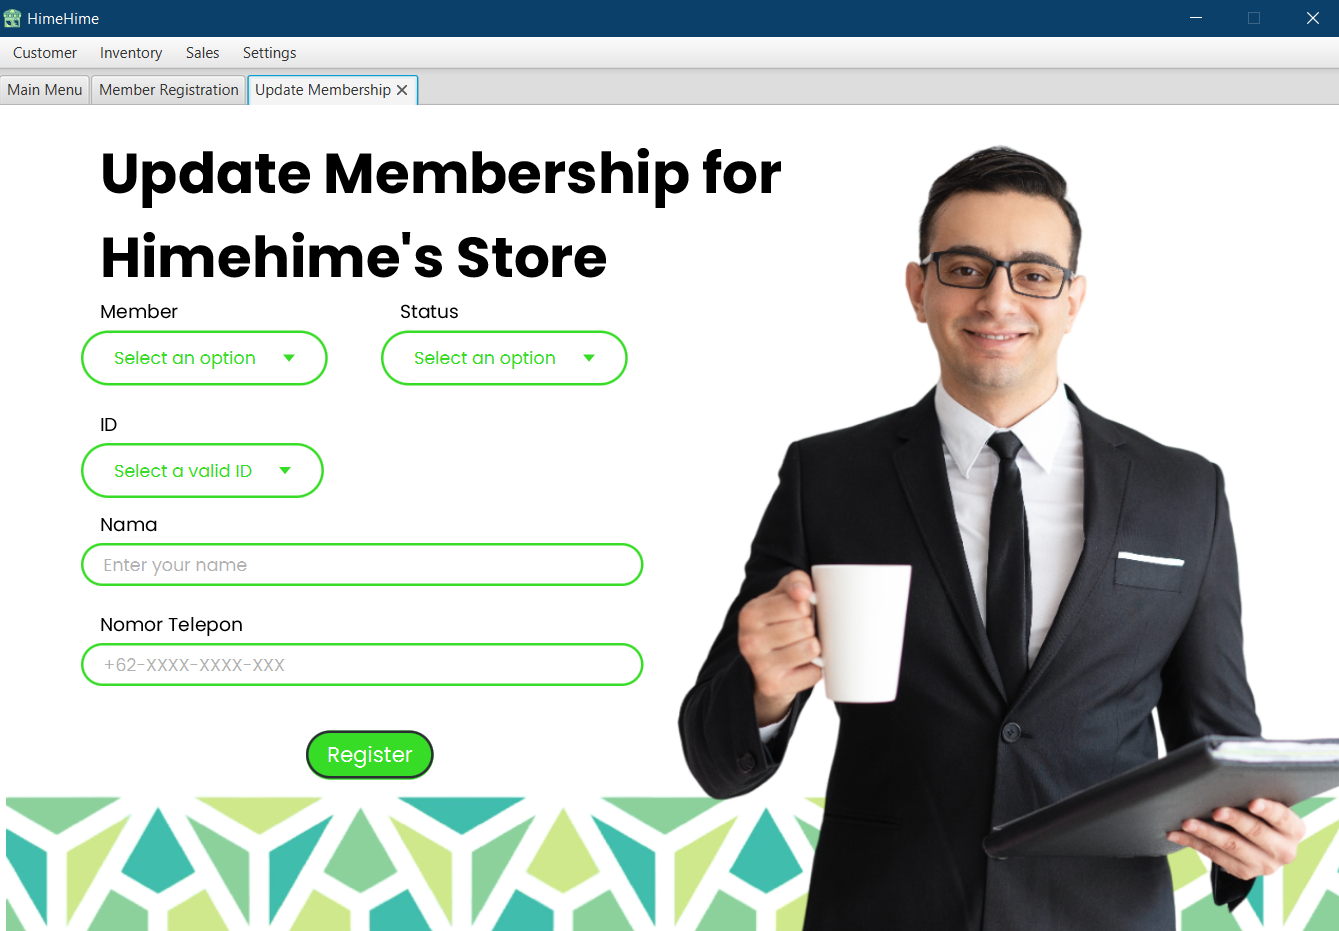 HimeHime
Customer Inventory Sales Settings
Main Menu Member Registration Update Membership
Update Membership for
Himehime's Store
Member Status
Select an option Select an option
ID
Select a valid ID
Nama
Enter your name
Nomor Telepon
+62-XXXX-XXXX-XXX
Register